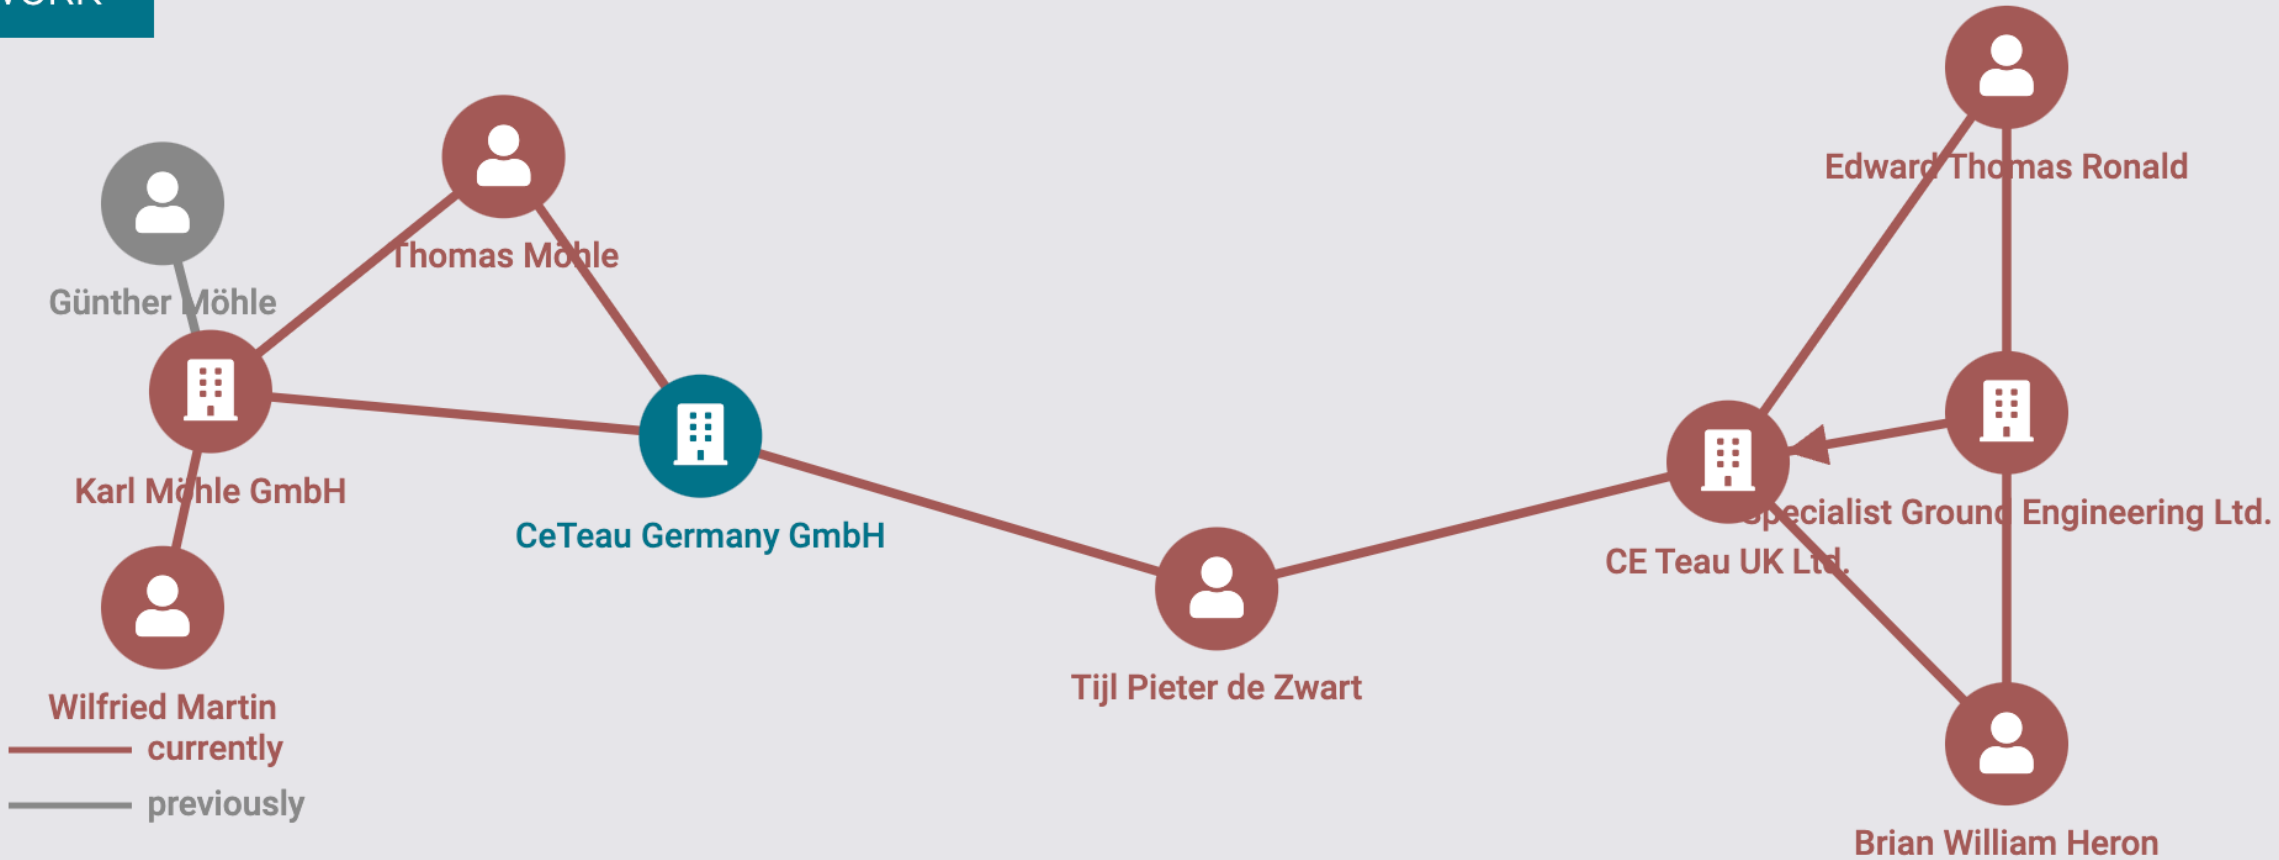 Edward Thomas Ronald
Thomas Möhle
Günther Möhle
Karl Möhle GmbH
CeTeau Germany GmbH
Specialist Ground Engineering Ltd.
CE Teau UK Ltd.
Tijl Pieter de Zwart
Wilfried Martin
currently
previously
Brian William Heron